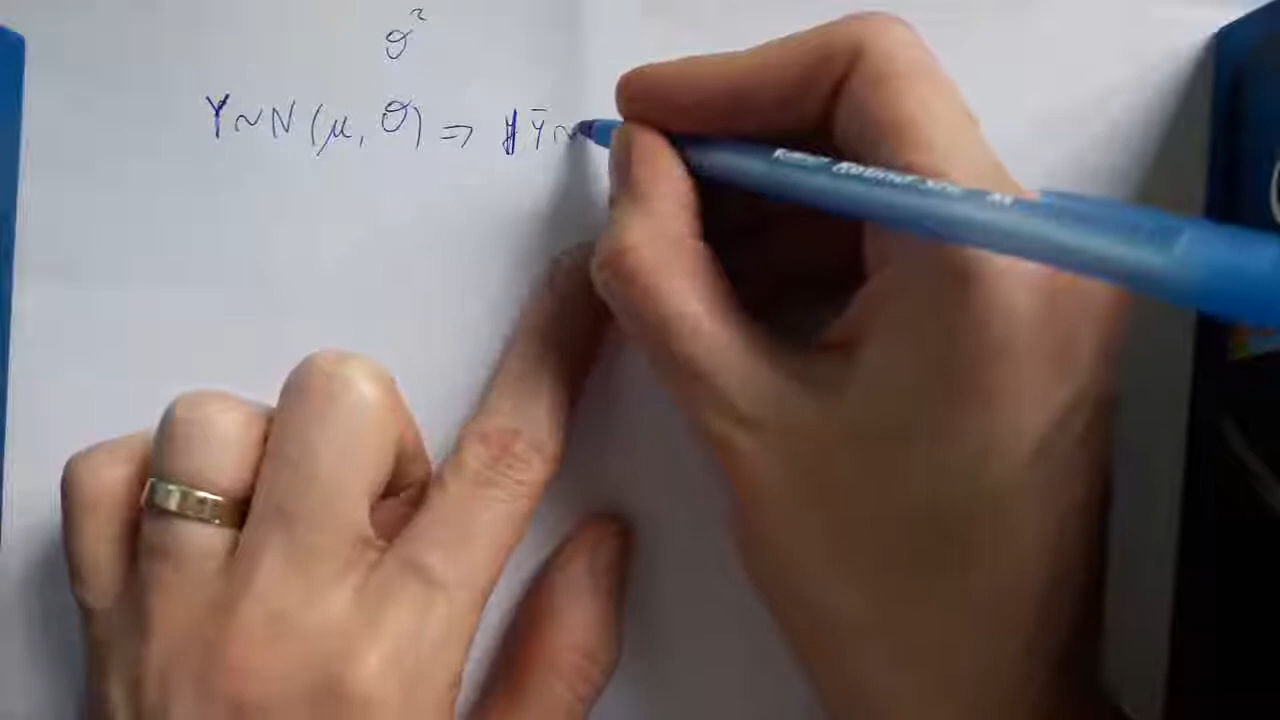 σ²
Y ~ N (μ, σ) ⇒ Ȳ ~